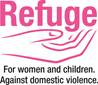 Refuge
For women and children.
Against domestic violence.